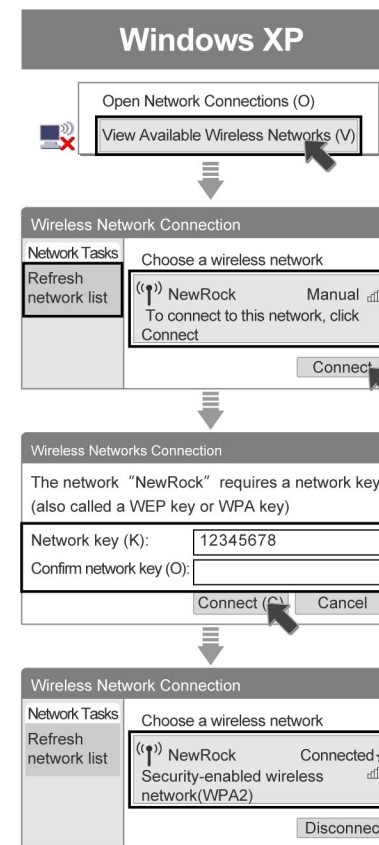 Windows XP
Open Network Connections (O)
View Available Wireless Networks (V)
Wireless Network Connection
Network Tasks
Refresh
network list
Choose a wireless network
NewRock Manual
To connect to this network, click
Connect
Connect
Wireless Networks Connection
The network “NewRock” requires a network key
(also called a WEP key or WPA key)
Network key (K): 12345678
Confirm network key (O):
Connect (C) Cancel
Wireless Network Connection
Network Tasks
Refresh
network list
Choose a wireless network
NewRock Connected
Security-enabled wireless
network(WPA2)
Disconnec